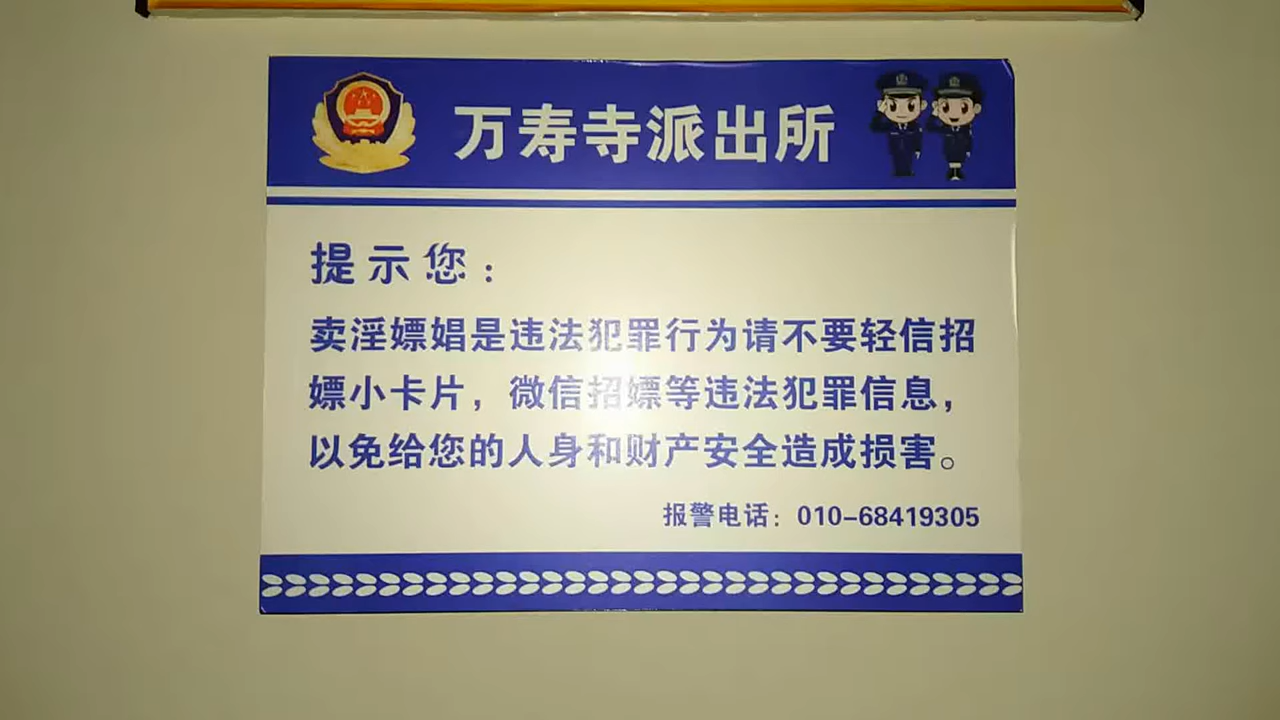 万寿寺派出所
提示您：
卖淫嫖娼是违法犯罪行为请不要轻信招
嫖小卡片，微信招嫖等违法犯罪信息，
以免给您的人身和财产安全造成损害。
报警电话：010-68419305